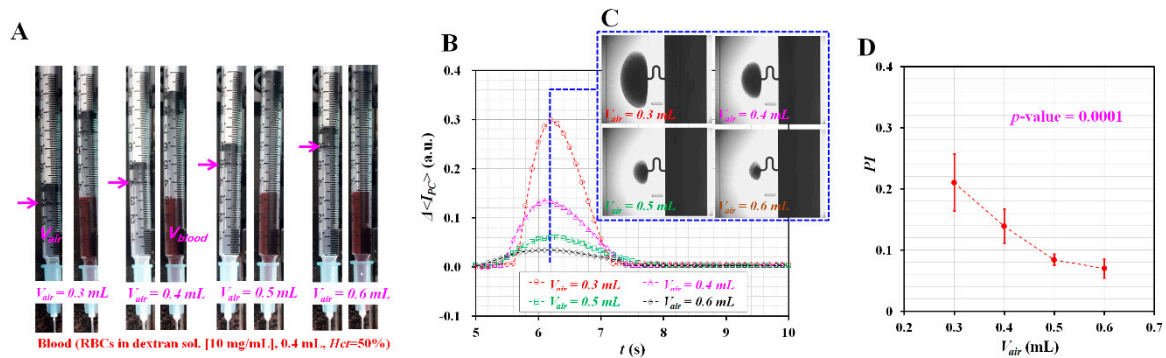 A
V_air
V_blood
V_air = 0.3 mL
V_air = 0.4 mL
V_air = 0.5 mL
V_air = 0.6 mL
Blood (RBCs in dextran sol. [10 mg/mL], 0.4 mL, Hct=50%)
B
Δ<I_PC> (a.u.)
0.4
0.3
0.2
0.1
0.0
-0.1
5
6
7
8
9
10
t (s)
V_air = 0.3 mL
V_air = 0.4 mL
V_air = 0.5 mL
V_air = 0.6 mL
C
V_air = 0.3 mL
V_air = 0.4 mL
V_air = 0.5 mL
V_air = 0.6 mL
D
p-value = 0.0001
PI
0.4
0.3
0.2
0.1
0
0.2
0.3
0.4
0.5
0.6
0.7
V_air (mL)